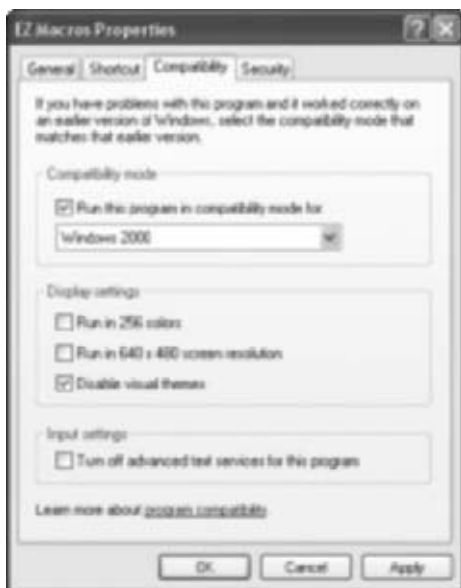 EZ Macros Properties
General Shortcut Compatibility Security
If you have problems with this program and it worked correctly on
an earlier version of Windows, select the compatibility mode that
matches that earlier version.
Compatibility mode
Run this program in compatibility mode for:
Windows 2000
Display settings
Run in 256 colors
Run in 640 x 480 screen resolution
Disable visual themes
Input settings
Turn off advanced text services for this program
Learn more about program compatibility.
OK Cancel Apply